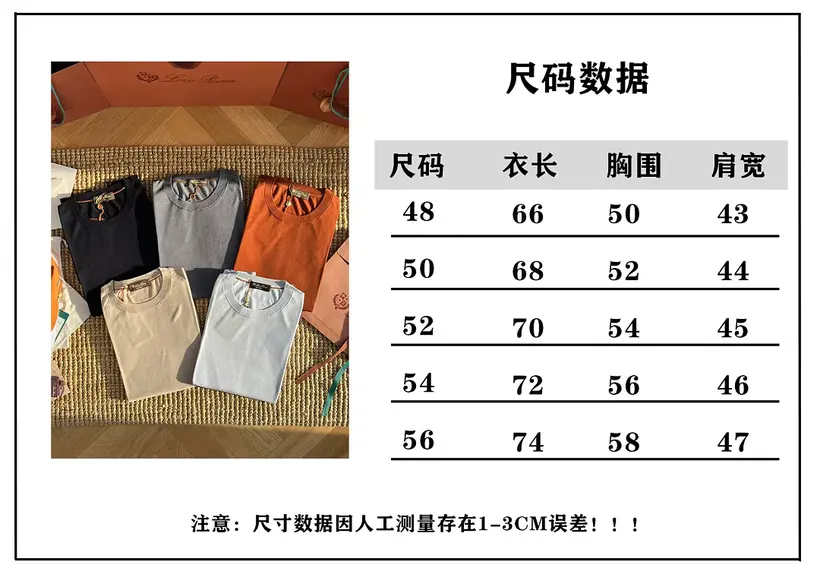 Loro Piana
尺码数据
尺码 衣长 胸围 肩宽
48 66 50 43
50 68 52 44
52 70 54 45
54 72 56 46
56 74 58 47
注意：尺寸数据因人工测量存在1-3CM误差！！！